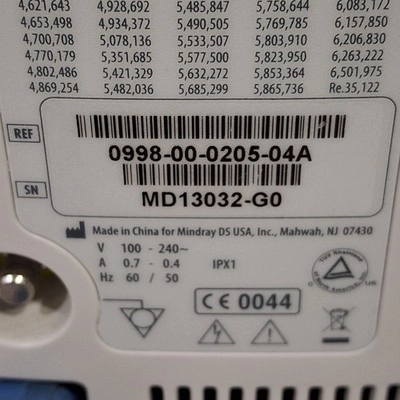 4,621,643 4,928,692 5,485,847 5,758,644 6,083,172
4,653,498 4,934,372 5,490,505 5,769,785 6,157,850
4,700,708 5,078,136 5,533,507 5,803,910 6,206,830
4,770,179 5,351,685 5,577,500 5,823,950 6,263,222
4,802,486 5,421,329 5,632,272 5,853,364 6,501,975
4,869,254 5,482,036 5,685,299 5,865,736 Re.35,122
REF 0998-00-0205-04A
SN MD13032-G0
Made in China for Mindray DS USA, Inc., Mahwah, NJ 07430
V 100 - 240~
A 0.7 - 0.4 IPX1
Hz 60 / 50
CE 0044